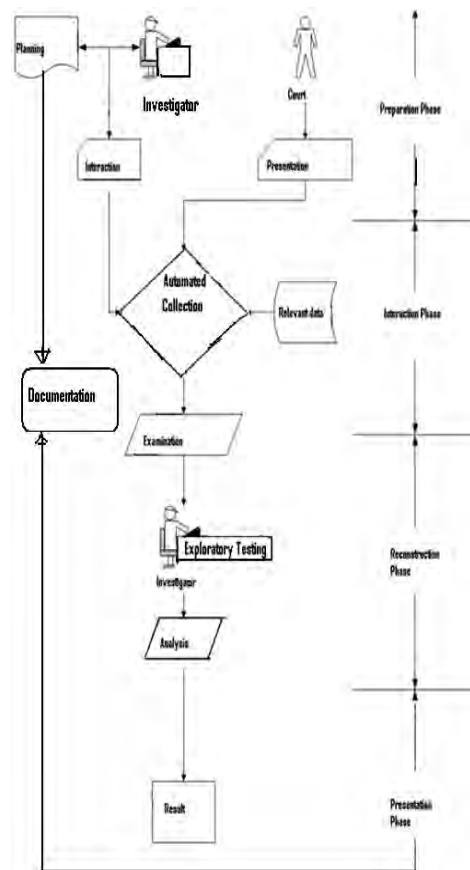 Planning
Investigator
Court
Preparation Phase
Interaction
Presentation
Automated
Collection
Relevant data
Interaction Phase
Documentation
Examination
Exploratory Testing
Investigator
Reconstruction
Phase
Analysis
Result
Presentation
Phase